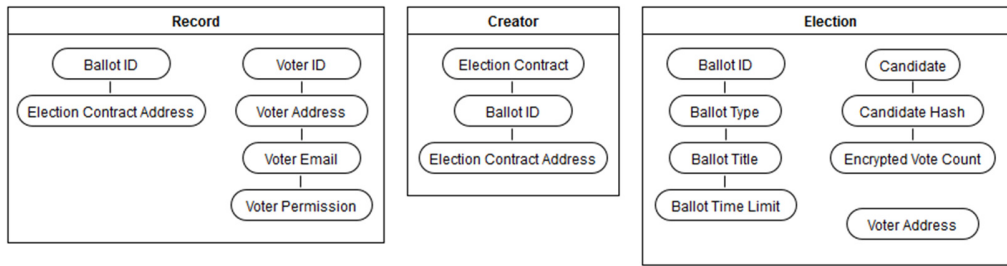 Record
Ballot ID
Election Contract Address
Voter ID
Voter Address
Voter Email
Voter Permission
Creator
Election Contract
Ballot ID
Election Contract Address
Election
Ballot ID
Ballot Type
Ballot Title
Ballot Time Limit
Candidate
Candidate Hash
Encrypted Vote Count
Voter Address